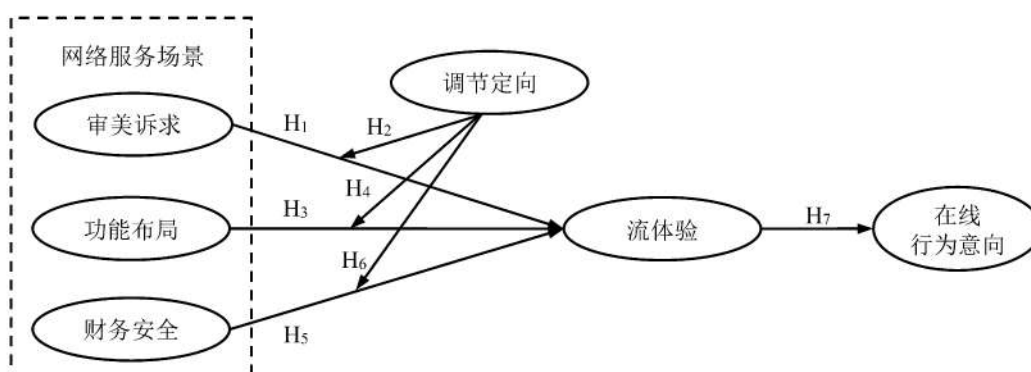 网络服务场景
调节定向
审美诉求
H1
H2
H4
功能布局
H3
流体验
H7
在线
行为意向
H6
财务安全
H5